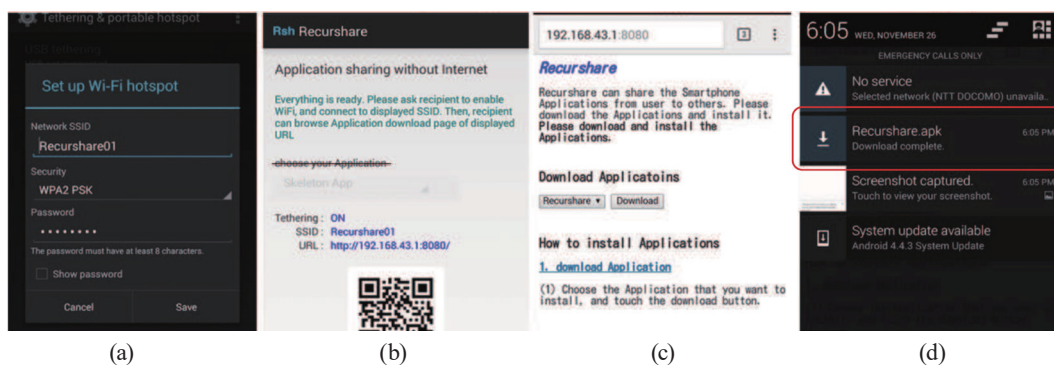 Tethering & portable hotspot
USB tethering
Set up Wi-Fi hotspot
Network SSID
Recurshare01
Security
WPA2 PSK
Password
••••••••
The password must have at least 8 characters.
Show password
Cancel
Save
(a)
Rsh Recurshare
Application sharing without Internet
Everything is ready. Please ask recipient to enable
WiFi, and connect to displayed SSID. Then, recipient
can browse Application download page of displayed
URL
choose your Application
Skeleton App
Tethering : ON
SSID : Recurshare01
URL : http://192.168.43.1:8080/
(b)
192.168.43.1:8080
3
Recurshare
Recurshare can share the Smartphone
Applications from user to others. Please
download the Applications and install it.
Please download and install the
Applications.
Download Applicatoins
Recurshare
Download
How to install Applications
1. download Application
(1) Choose the Application that you want to
install, and touch the download button.
(c)
6:05 WED, NOVEMBER 26
EMERGENCY CALLS ONLY
No service
Selected network (NTT DOCOMO) unavaila..
Recurshare.apk 6:05 PM
Download complete.
Screenshot captured. 6:05 PM
Touch to view your screenshot.
System update available
Android 4.4.3 System Update
(d)